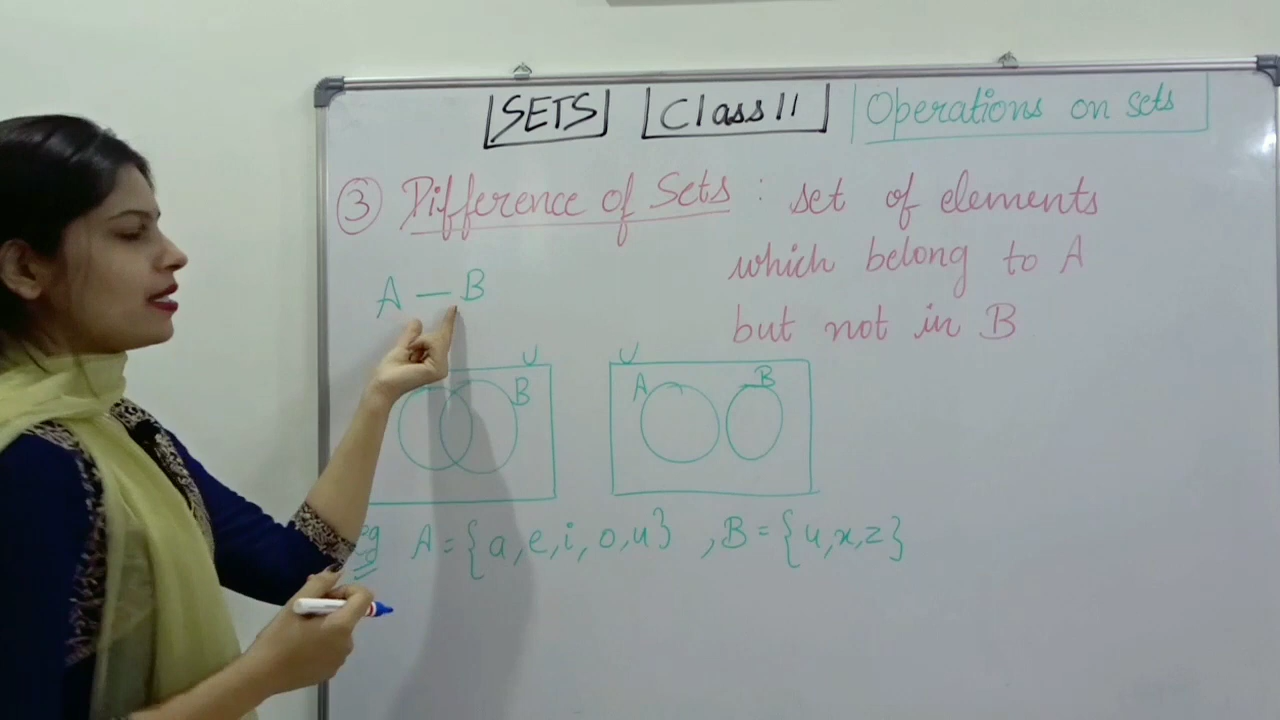 SETS Class 11 Operations on sets
③ Difference of Sets : set of elements
which belong to A
but not in B
A — B
U
B
U
A
B
eg A = {a, e, i, o, u} , B = {u, x, z}